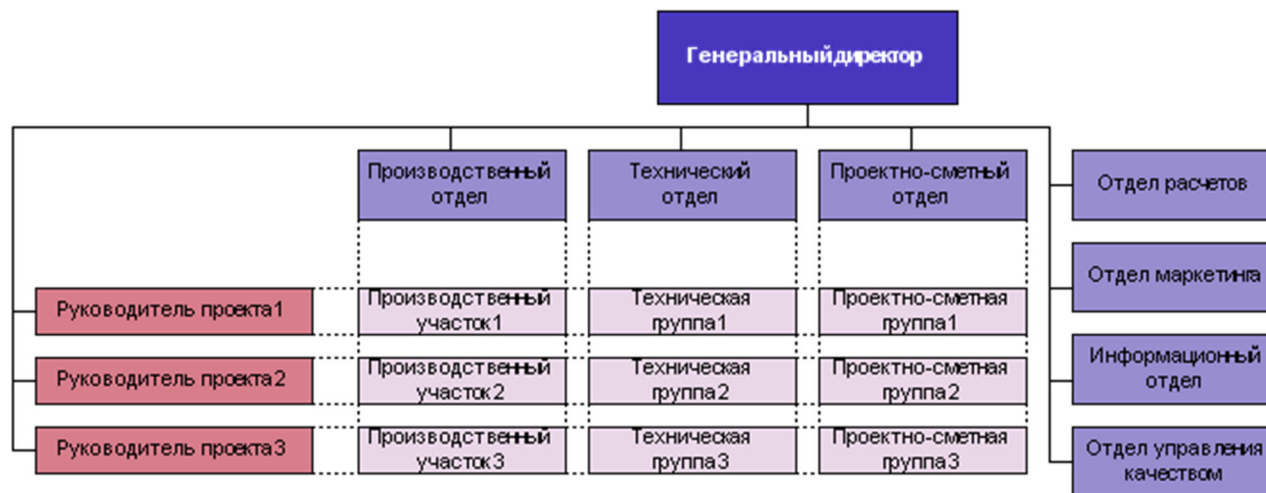 Генеральный директор
Производственный
отдел
Технический
отдел
Проектно-сметный
отдел
Отдел расчетов
Отдел маркетинга
Информационный
отдел
Отдел управления
качеством
Руководитель проекта1
Производственный
участок1
Техническая
группа1
Проектно-сметная
группа1
Руководитель проекта2
Производственный
участок2
Техническая
группа2
Проектно-сметная
группа2
Руководитель проекта3
Производственный
участок3
Техническая
группа3
Проектно-сметная
группа3